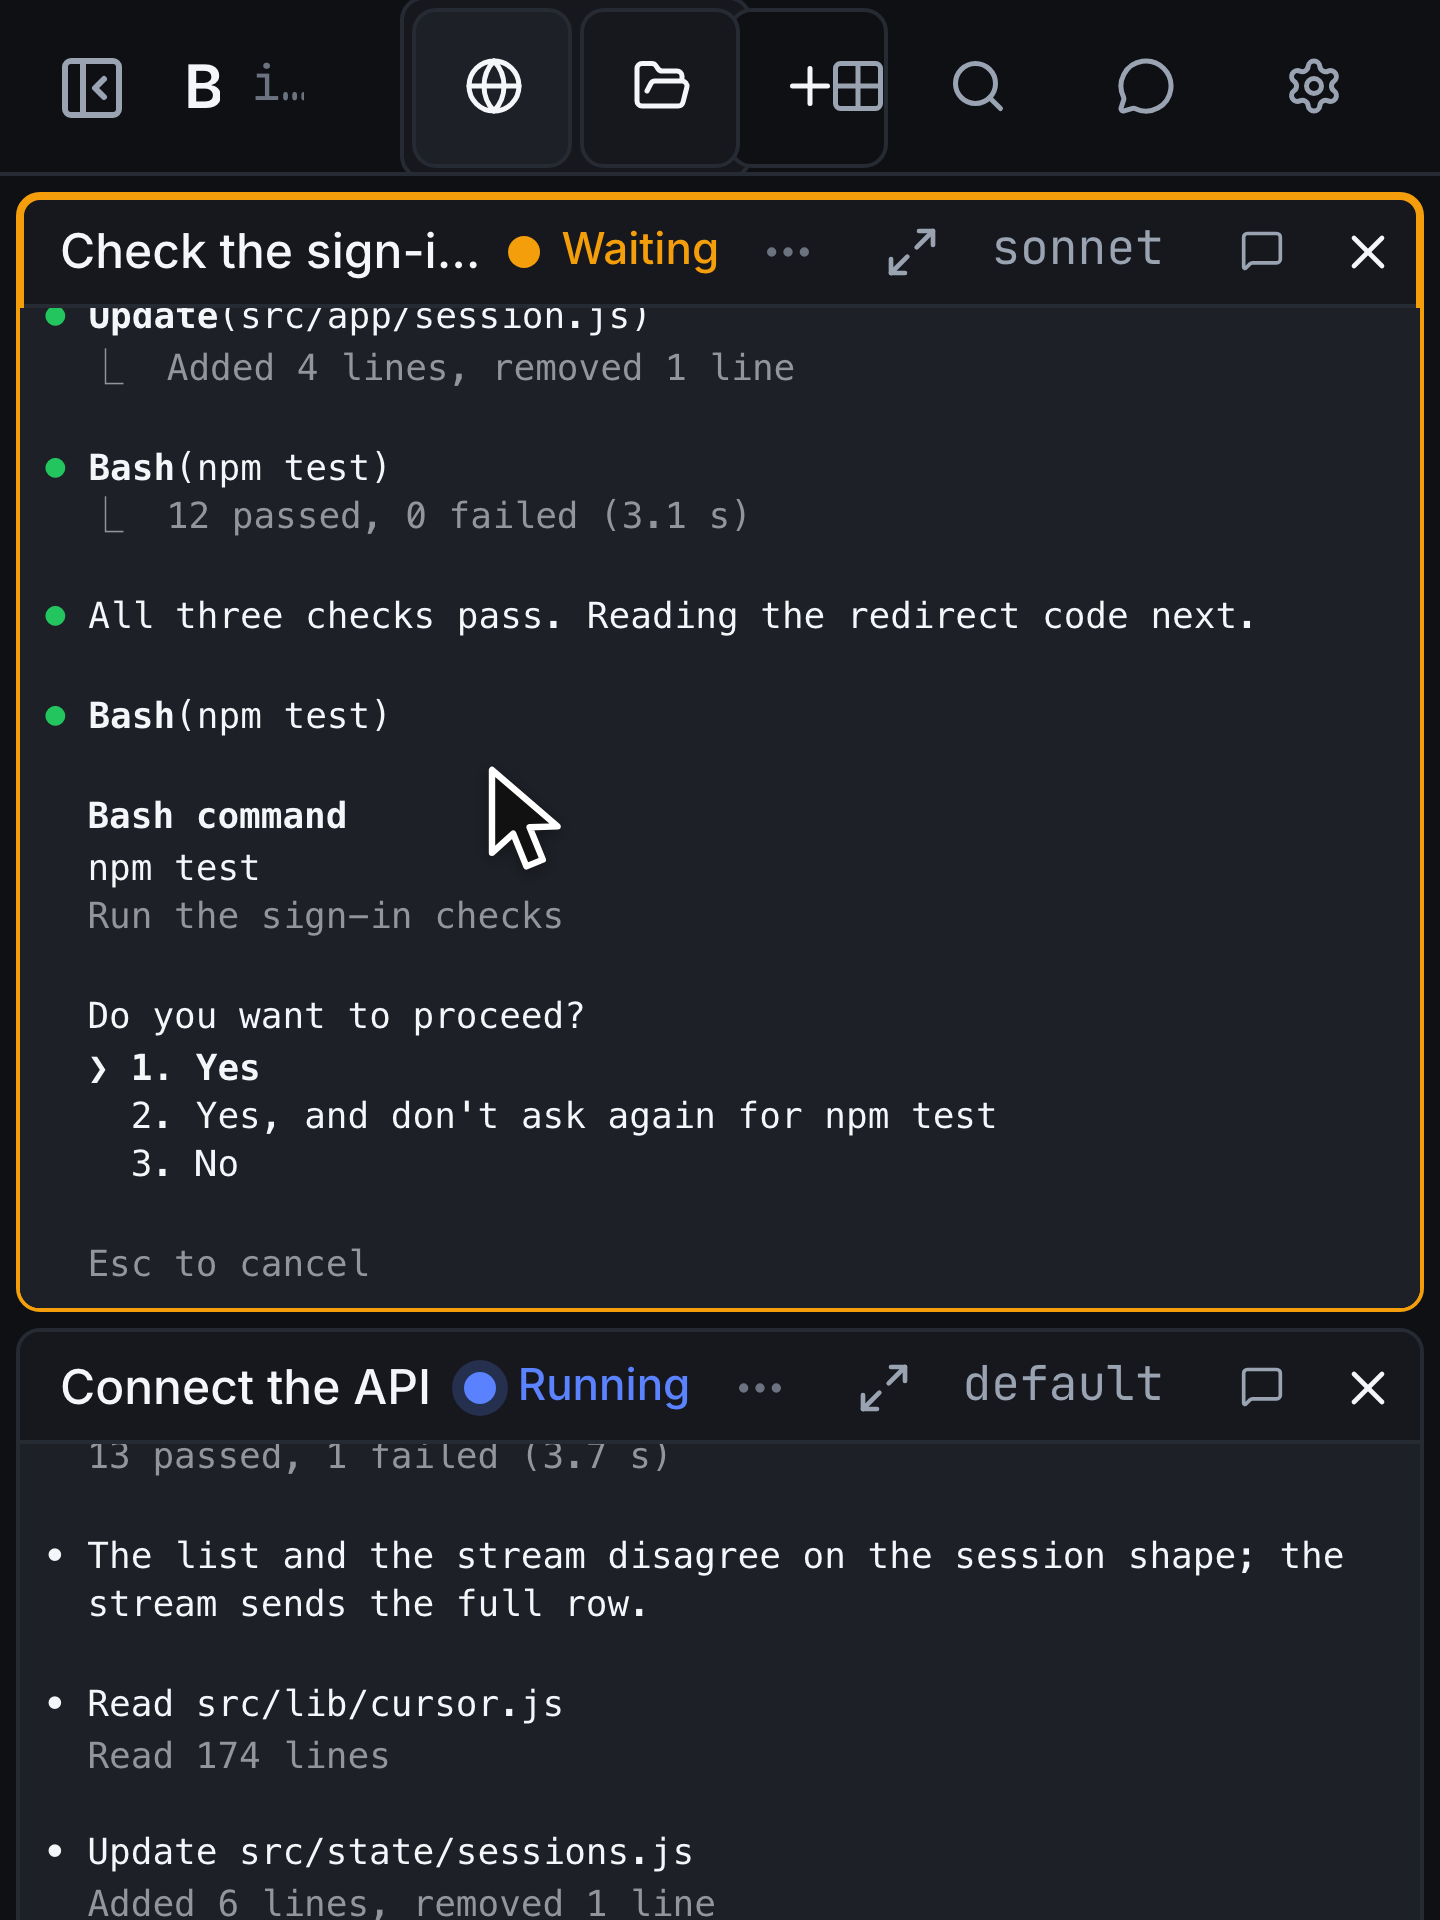 B i…
Check the sign-i... Waiting sonnet
Update(src/app/session.js)
Added 4 lines, removed 1 line
Bash(npm test)
12 passed, 0 failed (3.1 s)
All three checks pass. Reading the redirect code next.
Bash(npm test)
Bash command
npm test
Run the sign-in checks
Do you want to proceed?
❯ 1. Yes
2. Yes, and don't ask again for npm test
3. No
Esc to cancel
Connect the API Running default
13 passed, 1 failed (3.7 s)
• The list and the stream disagree on the session shape; the
stream sends the full row.
• Read src/lib/cursor.js
Read 174 lines
• Update src/state/sessions.js
Added 6 lines, removed 1 line